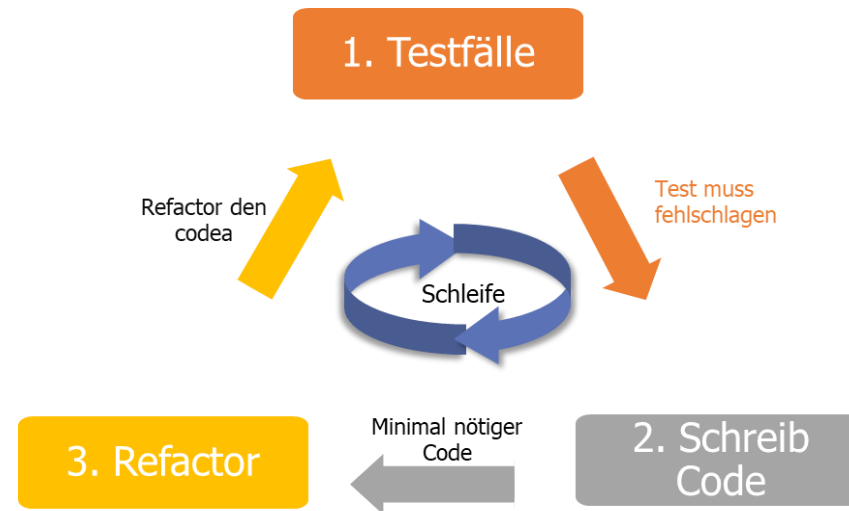 1. Testfälle
Refactor den
codea
Test muss
fehlschlagen
Schleife
Minimal nötiger
Code
3. Refactor
2. Schreib
Code